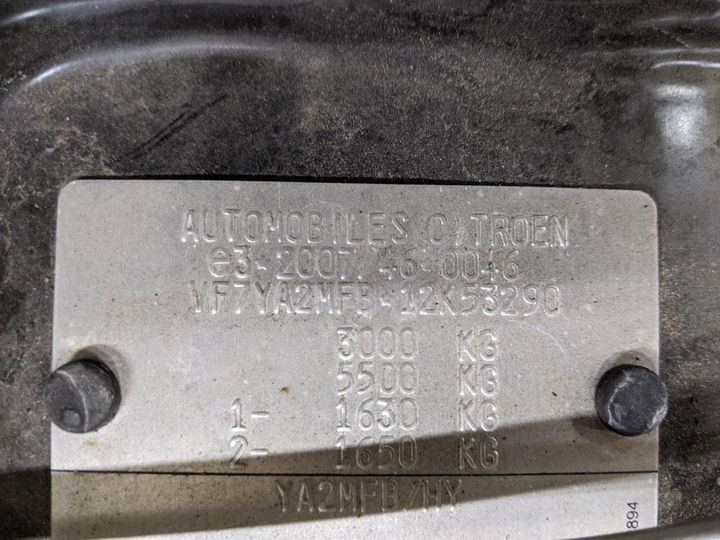 AUTOMOBILES CITROEN
e3*2007/46*0046
VF7YA2MFB-12K53290
3000 KG
5500 KG
1- 1630 KG
2- 1650 KG
YA2MFB/HY
894